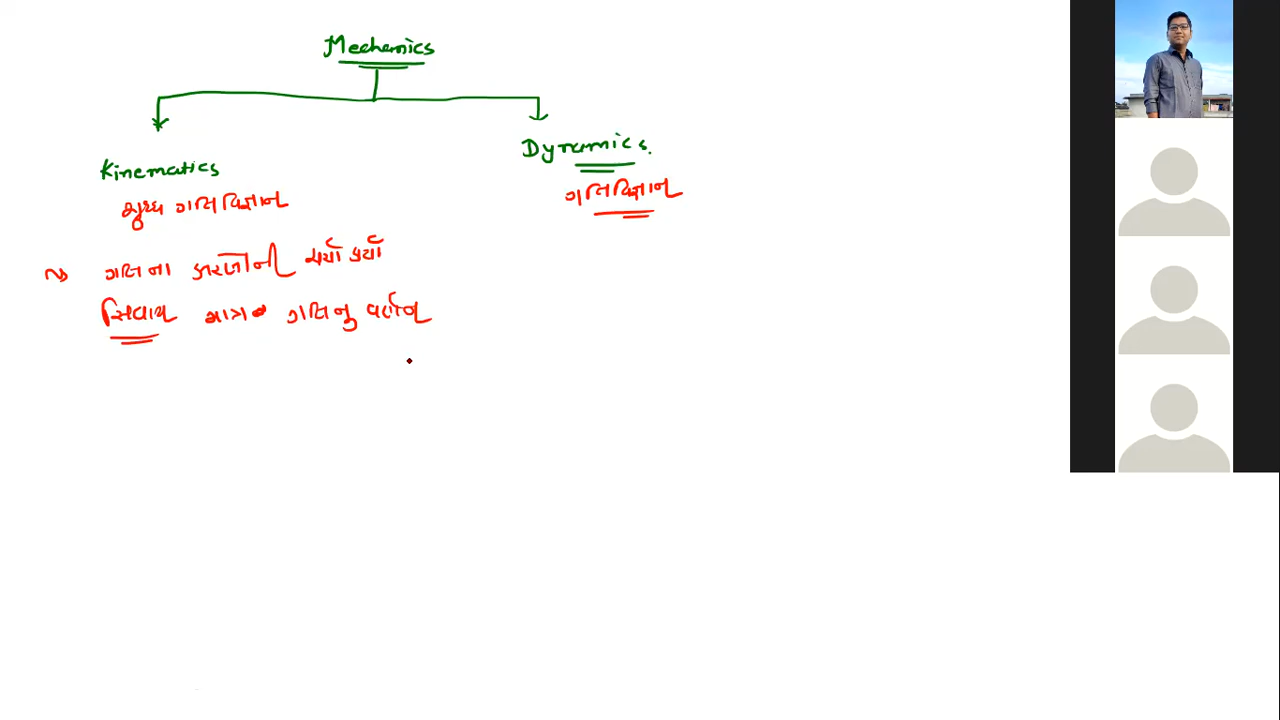 Mechanics
Kinematics
Dynamics.
શુધ્ધ ગતિવિજ્ઞાન
ગતિવિજ્ઞાન
ગતિના કારણોની ચર્ચા કર્યા
સિવાય માત્ર ગતિનુ વર્ણન